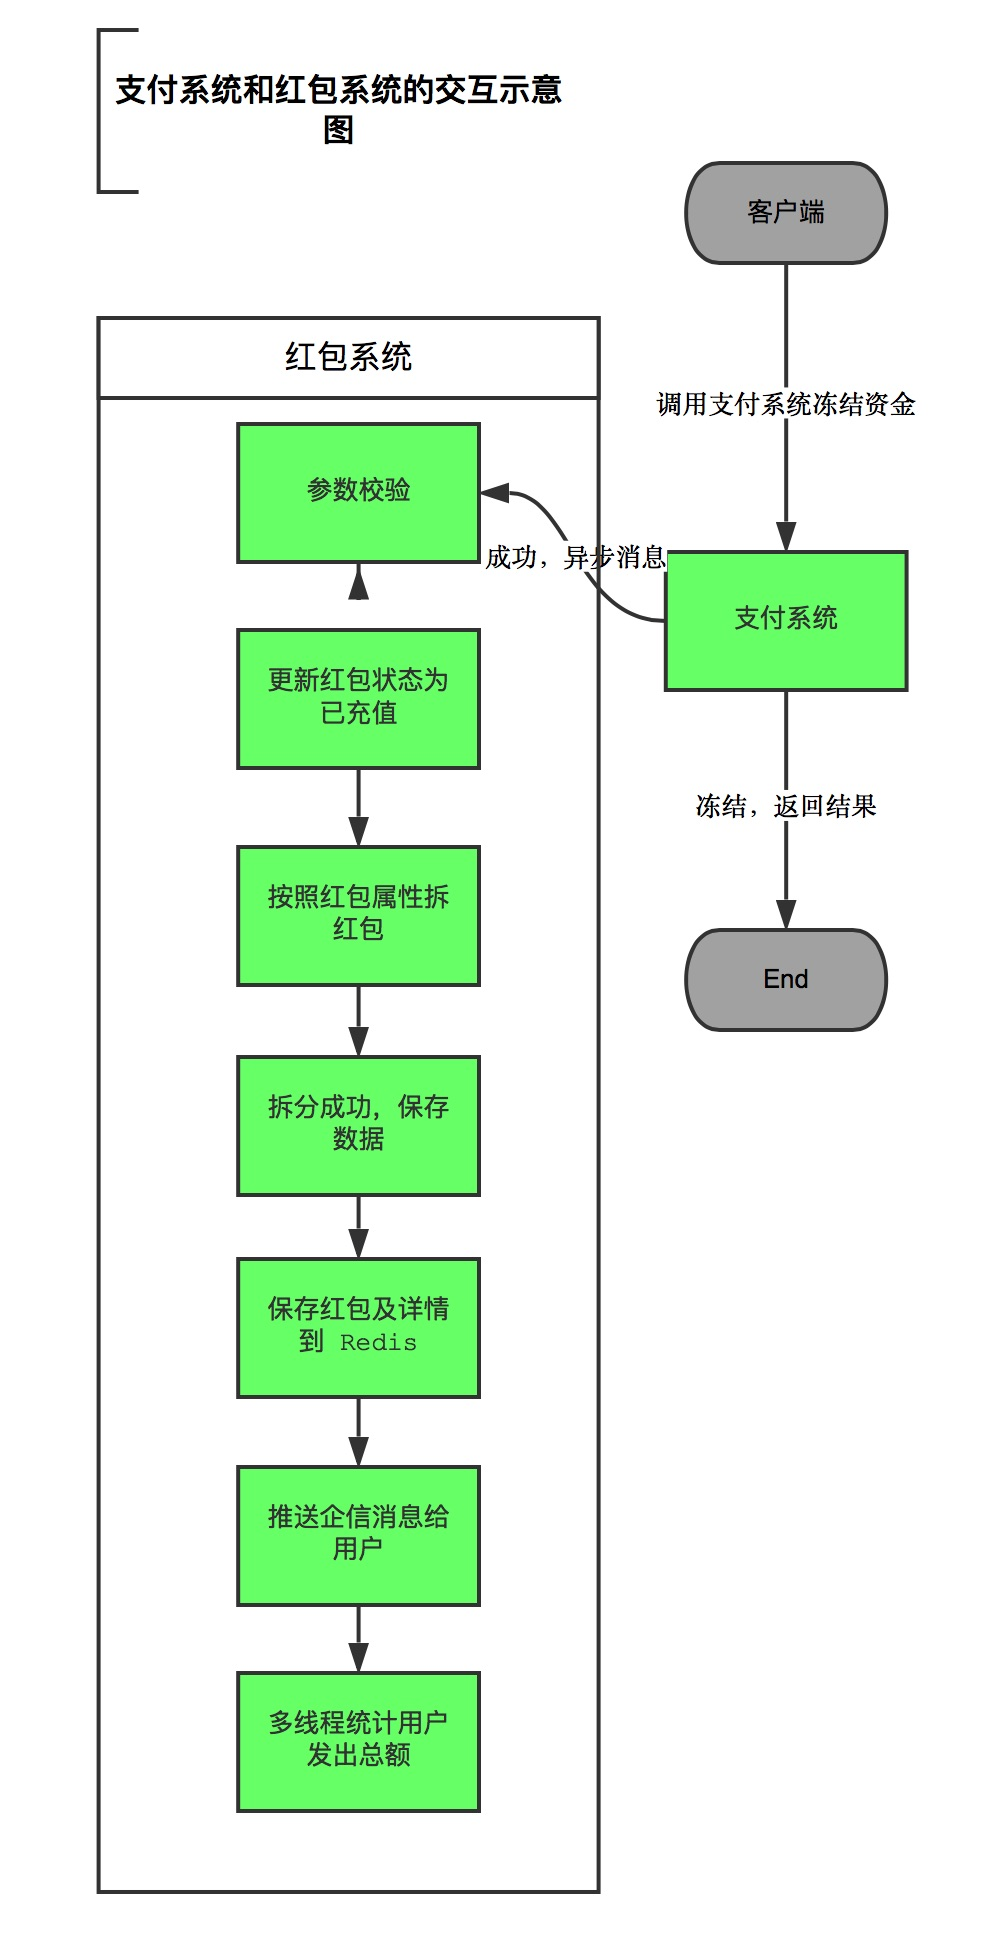 支付系统和红包系统的交互示意
图
客户端
红包系统
调用支付系统冻结资金
参数校验
成功，异步消息
支付系统
更新红包状态为
已充值
冻结，返回结果
按照红包属性拆
红包
End
拆分成功，保存
数据
保存红包及详情
到 Redis
推送企信消息给
用户
多线程统计用户
发出总额